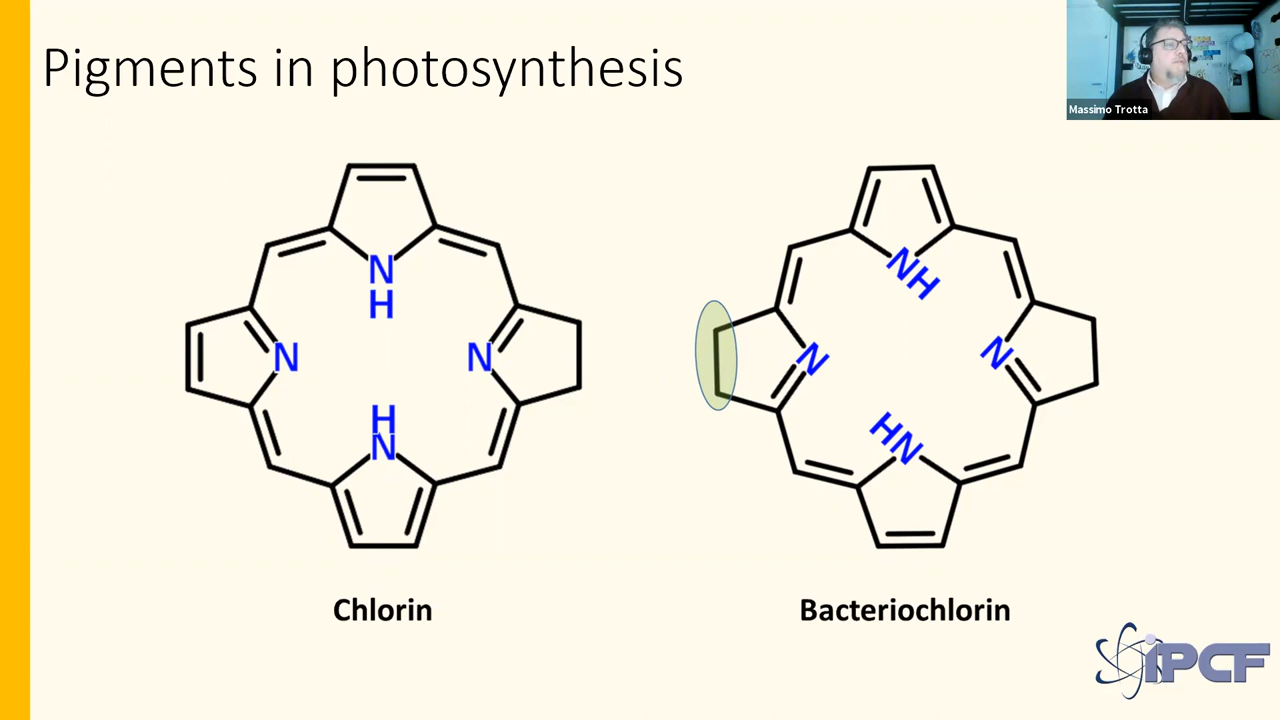 Pigments in photosynthesis
Massimo Trotta
N
H
N
N
H
N
NH
N
N
HN
Chlorin
Bacteriochlorin
iPCF